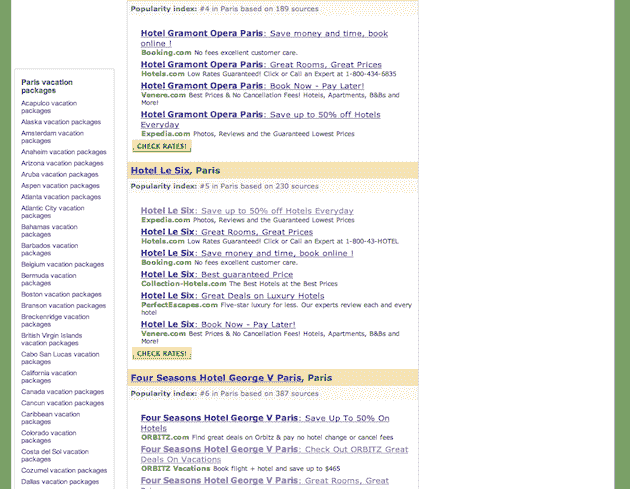 Popularity index: #4 in Paris based on 189 sources
Hotel Gramont Opera Paris: Save money and time, book
online !
Booking.com No fees excellent customer care.
Hotel Gramont Opera Paris: Great Rooms, Great Prices
Hotels.com Low Rates Guaranteed! Click or Call an Expert at 1-800-434-6835
Hotel Gramont Opera Paris: Book Now - Pay Later!
Venere.com Best Prices & No Cancellation Fees! Hotels, Apartments, B&Bs and
More!
Hotel Gramont Opera Paris: Save up to 50% off Hotels
Everyday
Expedia.com Photos, Reviews and the Guaranteed Lowest Prices
CHECK RATES!
Hotel Le Six, Paris
Popularity index: #5 in Paris based on 230 sources
Hotel Le Six: Save up to 50% off Hotels Everyday
Expedia.com Photos, Reviews and the Guaranteed Lowest Prices
Hotel Le Six: Great Rooms, Great Prices
Hotels.com Low Rates Guaranteed! Click or Call an Expert at 1-800-43-HOTEL
Hotel Le Six: Save money and time, book online !
Booking.com No fees excellent customer care.
Hotel Le Six: Best guaranteed Price
Collection-Hotels.com The Best Hotels at the Best Prices
Hotel Le Six: Great Deals on Luxury Hotels
PerfectEscapes.com Five-star luxury for less. Our experts review each and every
hotel
Hotel Le Six: Book Now - Pay Later!
Venere.com Best Prices & No Cancellation Fees! Hotels, Apartments, B&Bs and
More!
CHECK RATES!
Four Seasons Hotel George V Paris, Paris
Popularity index: #6 in Paris based on 387 sources
Four Seasons Hotel George V Paris: Save Up To 50% On
Hotels
ORBITZ.com Find great deals on Orbitz & pay no hotel change or cancel fees
Four Seasons Hotel George V Paris: Check Out ORBITZ Great
Deals On Vacations
ORBITZ Vacations Book flight + hotel and save up to $465
Four Seasons Hotel George V Paris: Great Rooms, Great
Paris vacation
packages
Acapulco vacation
packages
Alaska vacation packages
Amsterdam vacation
packages
Anaheim vacation packages
Arizona vacation packages
Aruba vacation packages
Aspen vacation packages
Atlanta vacation packages
Atlantic City vacation
packages
Bahamas vacation
packages
Barbados vacation
packages
Belgium vacation packages
Bermuda vacation
packages
Boston vacation packages
Branson vacation packages
Breckenridge vacation
packages
British Virgin Islands
vacation packages
Cabo San Lucas vacation
packages
California vacation
packages
Canada vacation packages
Cancun vacation packages
Caribbean vacation
packages
Colorado vacation
packages
Costa del Sol vacation
packages
Cozumel vacation packages
Dallas vacation packages